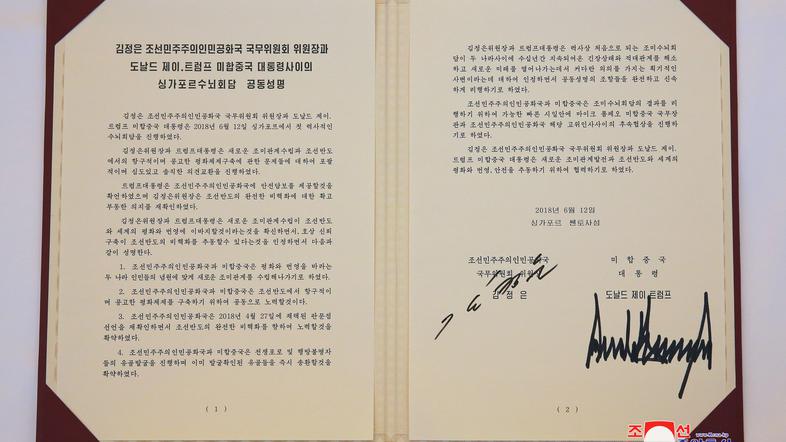 김정은 조선민주주의인민공화국 국무위원회 위원장과
도날드 제이.트럼프 미합중국 대통령사이의
싱가포르수뇌회담 공동성명
김정은 조선민주주의인민공화국 국무위원회 위원장과 도날드 제이.
트럼프 미합중국 대통령은 2018년 6월 12일 싱가포르에서 첫 력사적인
수뇌회담을 진행하였다.
김정은위원장과 트럼프대통령은 새로운 조미관계수립과 조선반도
에서의 항구적이며 공고한 평화체제구축에 관한 문제들에 대하여 포괄
적이며 심도있고 솔직한 의견교환을 진행하였다.
트럼프대통령은 조선민주주의인민공화국에 안전담보를 제공할것을
확언하였으며 김정은위원장은 조선반도의 완전한 비핵화에 대한 확고
부동한 의지를 재확인하였다.
김정은위원장과 트럼프대통령은 새로운 조미관계수립이 조선반도
와 세계의 평화와 번영에 이바지할것이라는것을 확신하면서, 호상 신뢰
구축이 조선반도의 비핵화를 추동할수 있다는것을 인정하면서 다음과
같이 성명한다.
1. 조선민주주의인민공화국과 미합중국은 평화와 번영을 바라는
두 나라 인민들의 념원에 맞게 새로운 조미관계를 수립해나가기로 하였다.
2. 조선민주주의인민공화국과 미합중국은 조선반도에서 항구적이
며 공고한 평화체제를 구축하기 위하여 공동으로 노력할것이다.
3. 조선민주주의인민공화국은 2018년 4월 27일에 채택된 판문점
선언을 재확인하면서 조선반도의 완전한 비핵화를 향하여 노력할것을
확약하였다.
4. 조선민주주의인민공화국과 미합중국은 전쟁포로 및 행방불명자
들의 유골발굴을 진행하며 이미 발굴확인된 유골들을 즉시 송환할것을
확약하였다.
( 1 )
김정은위원장과 트럼프대통령은 력사상 처음으로 되는 조미수뇌회
담이 두 나라사이에 수십년간 지속되여온 긴장상태와 적대관계를 해소
하고 새로운 미래를 열어나가는데서 커다란 의의를 가지는 획기적인
사변이라는데 대하여 인정하면서 공동성명의 조항들을 완전하고 신속
하게 리행하기로 하였다.
조선민주주의인민공화국과 미합중국은 조미수뇌회담의 결과를 리
행하기 위하여 가능한 빠른 시일안에 마이크 폼페오 미합중국 국무장
관과 조선민주주의인민공화국 해당 고위인사사이의 후속협상을 진행하
기로 하였다.
김정은 조선민주주의인민공화국 국무위원회 위원장과 도날드 제이.
트럼프 미합중국 대통령은 새로운 조미관계발전과 조선반도와 세계의
평화와 번영, 안전을 추동하기 위하여 협력하기로 하였다.
2018년 6월 12일
싱가포르 쎈토사섬
조선민주주의인민공화국 미합중국
국무위원회 위원장 대통령
김정은 도날드 제이.트럼프
( 2 )
조선
www.kcna.kp